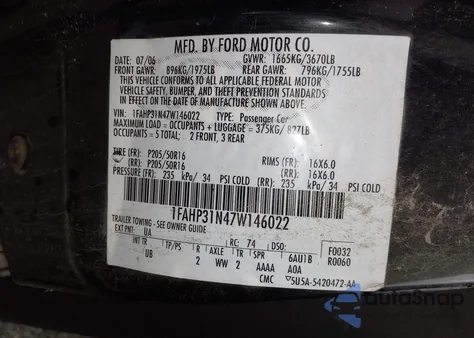 MFD. BY FORD MOTOR CO.
DATE: 07/06 GVWR: 1665KG/3670LB
FRONT GAWR: 896KG/1975LB REAR GAWR: 796KG/1755LB
THIS VEHICLE CONFORMS TO ALL APPLICABLE FEDERAL MOTOR
VEHICLE SAFETY, BUMPER, AND THEFT PREVENTION STANDARDS
IN EFFECT ON THE DATE OF MANUFACTURE SHOWN ABOVE.
VIN: 1FAHP31N47W146022 TYPE: Passenger Car
MAXIMUM LOAD = OCCUPANTS + LUGGAGE = 375KG/827LB
OCCUPANTS = 5 TOTAL: 2 FRONT, 3 REAR
TIRE (FR): P205/50R16 RIMS (FR): 16X6.0
(RR): P205/50R16 (RR): 16X6.0
PRESSURE (FR): 235 kPa/ 34 PSI COLD (RR): 235 kPa/ 34 PSI COLD
1FAHP31N47W146022
TRAILER TOWING - SEE OWNER GUIDE
EXT PNT: UA RC: 74 DSO: F0032
INT TR TP/PS R AXLE TR SPR 6AU1B R0060
UB 2 WW 2 AAAA A0A
CMC 5U5A-5420472-AA
AutoSnap